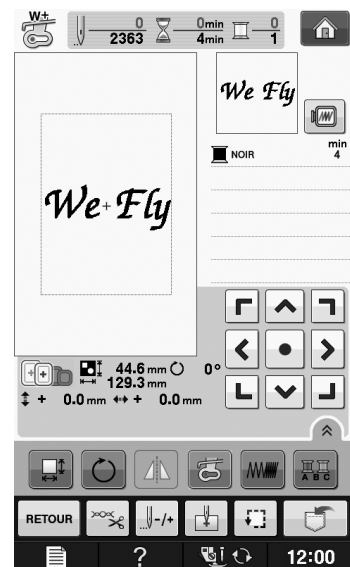 W±
0 0min 0
2363 4min 1
We Fly
NOIR min
4
We Fly
44.6 mm 0°
129.3 mm
+ 0.0 mm + 0.0 mm
A B C
RETOUR -/+
? 12:00